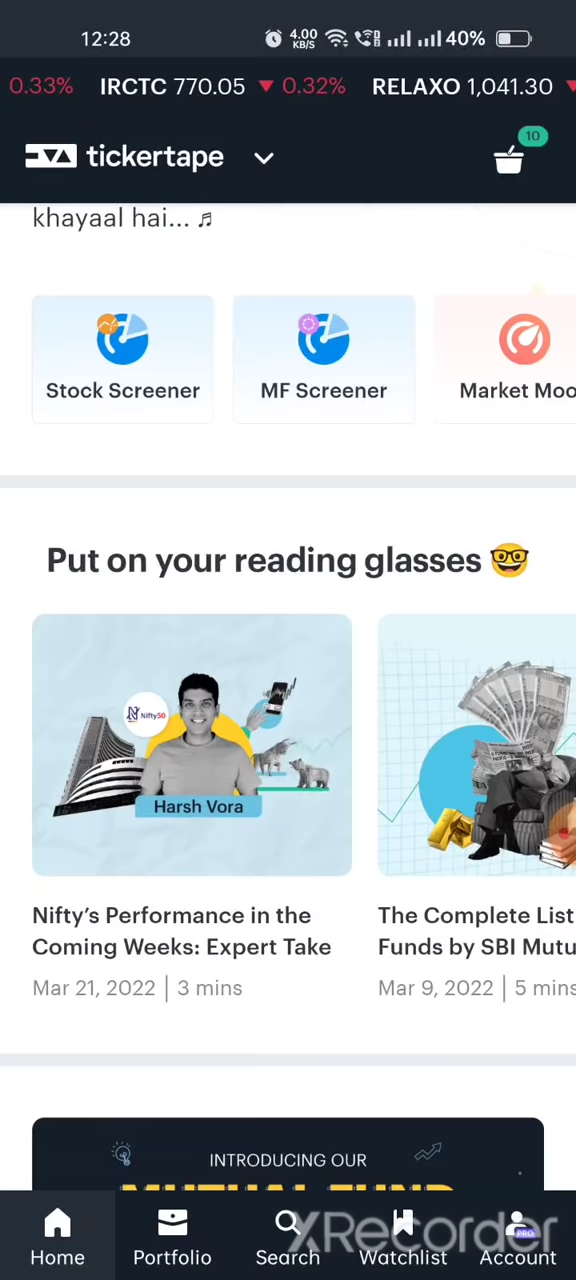 12:28 4.00 KB/S 40%
0.33% IRCTC 770.05 ▼ 0.32% RELAXO 1,041.30 ▼
tickertape 10
khayaal hai... ♬
Stock Screener MF Screener Market Moo
Put on your reading glasses 🤓
Nifty50
Harsh Vora
Nifty's Performance in the
Coming Weeks: Expert Take
Mar 21, 2022 | 3 mins
The Complete List
Funds by SBI Mutu
Mar 9, 2022 | 5 mins
INTRODUCING OUR
MUTUAL FUND
XRecorder
Home Portfolio Search Watchlist Account
PRO